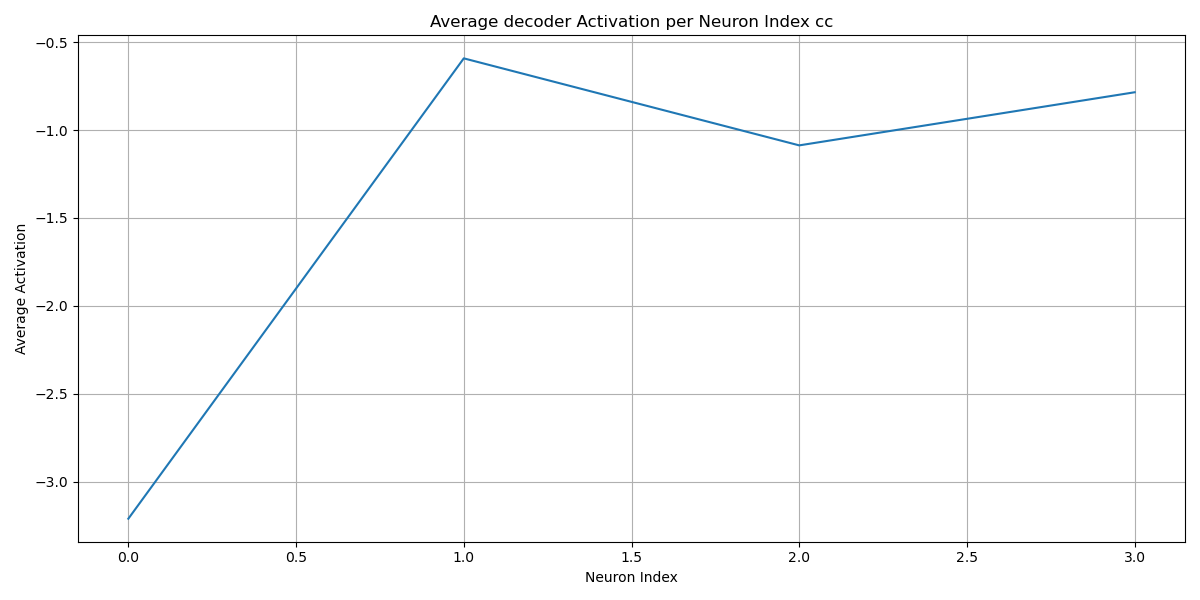 Average decoder Activation per Neuron Index cc
−0.5
−1.0
−1.5
−2.0
−2.5
−3.0
Average Activation
0.0 0.5 1.0 1.5 2.0 2.5 3.0
Neuron Index